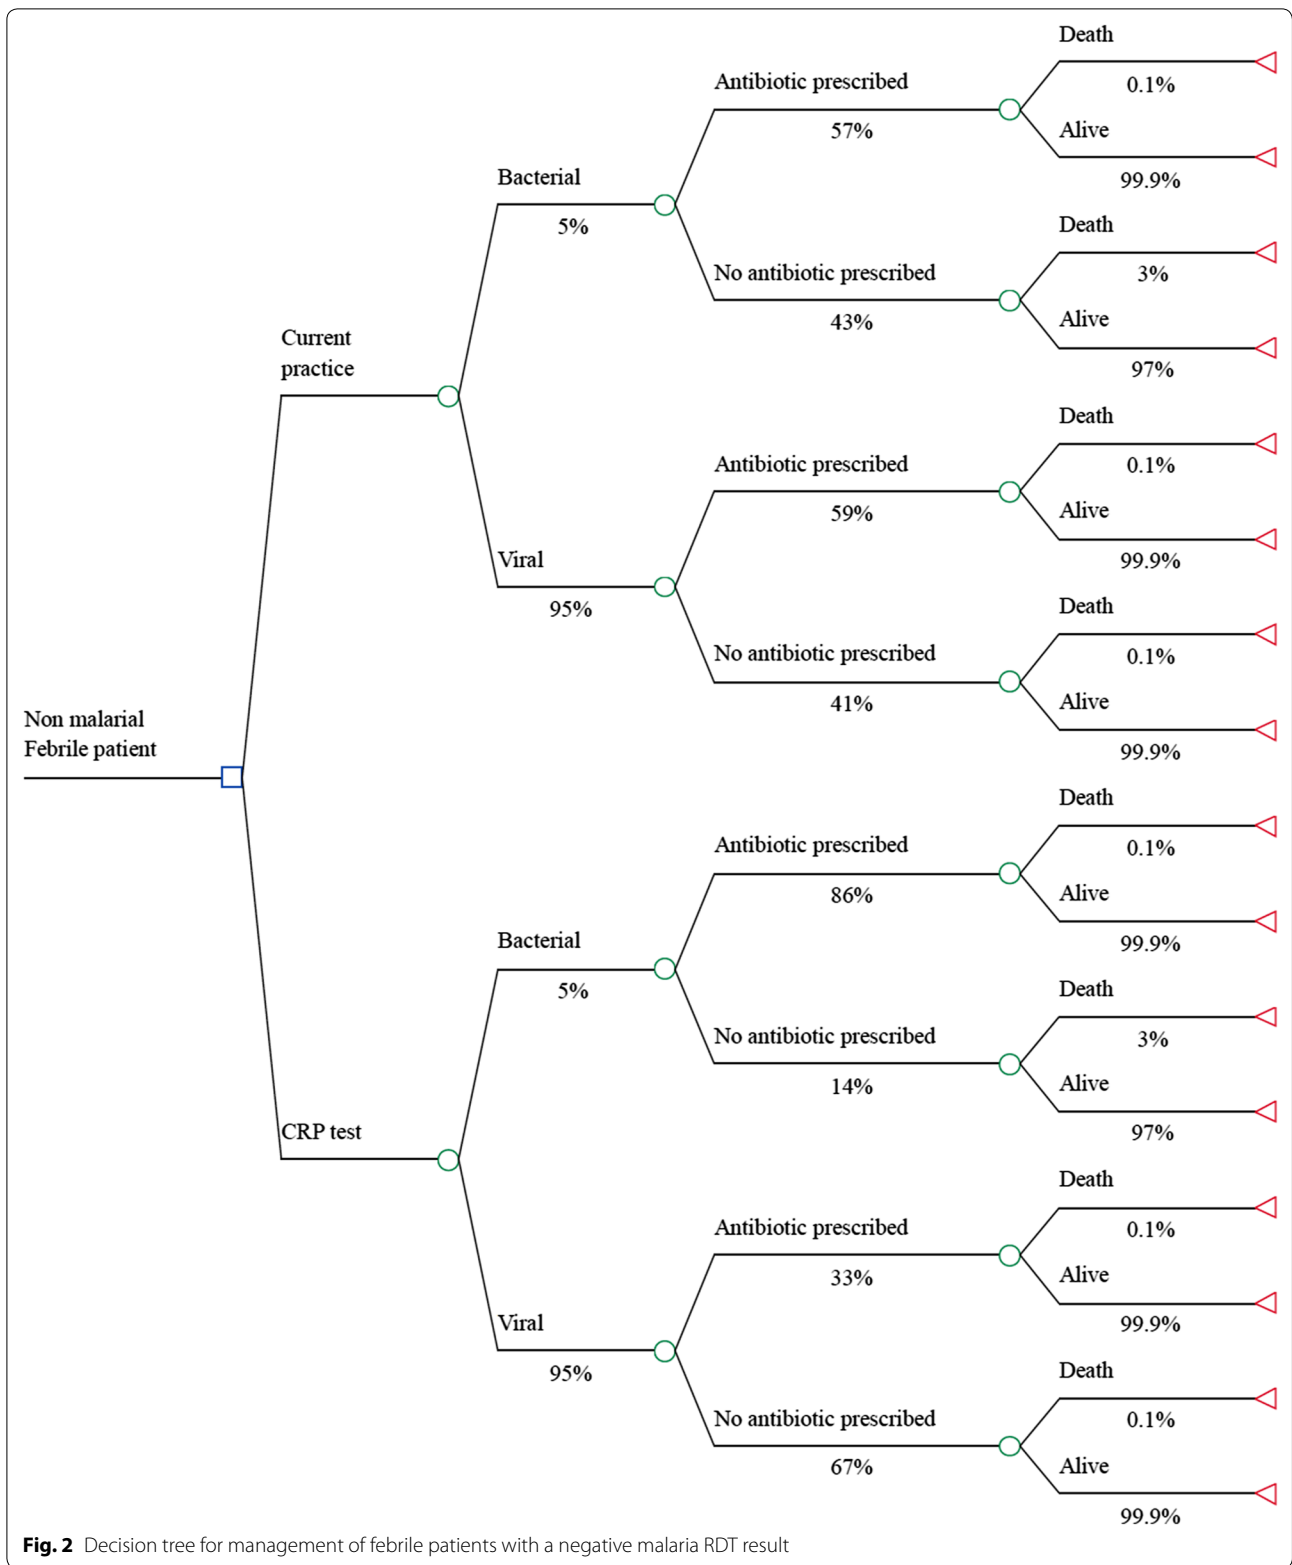 Death
0.1%
Antibiotic prescribed
57%
Alive
99.9%
Bacterial
5%
Death
3%
No antibiotic prescribed
43%
Alive
97%
Current
practice
Death
0.1%
Antibiotic prescribed
59%
Alive
99.9%
Viral
95%
Death
0.1%
No antibiotic prescribed
41%
Alive
99.9%
Non malarial
Febrile patient
Death
0.1%
Antibiotic prescribed
86%
Alive
99.9%
Bacterial
5%
Death
3%
No antibiotic prescribed
14%
Alive
97%
CRP test
Death
0.1%
Antibiotic prescribed
33%
Alive
99.9%
Viral
95%
Death
0.1%
No antibiotic prescribed
67%
Alive
99.9%
Fig. 2 Decision tree for management of febrile patients with a negative malaria RDT result